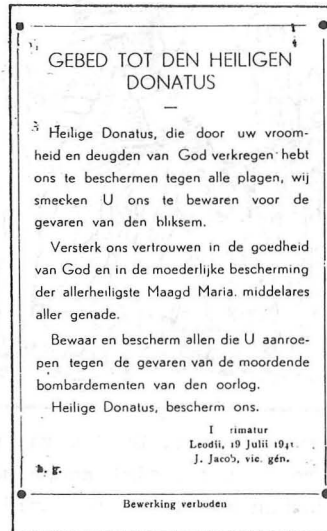 GEBED TOT DEN HEILIGEN
DONATUS
—
Heilige Donatus, die door uw vroom-
heid en deugden van God verkregen hebt
ons te beschermen tegen alle plagen, wij
smeeken U ons te bewaren voor de
gevaren van den bliksem.
Versterk ons vertrouwen in de goedheid
van God en in de moederlijke bescherming
der allerheiligste Maagd Maria. middelares
aller genade.
Bewaar en bescherm allen die U aanroe-
pen tegen de gevaren van de moordende
bombardementen van den oorlog.
Heilige Donatus, bescherm ons.
I rimatur
Leodii, 19 Julii
J. Jacob, vic. gén.
h. g.
Bewerking verboden